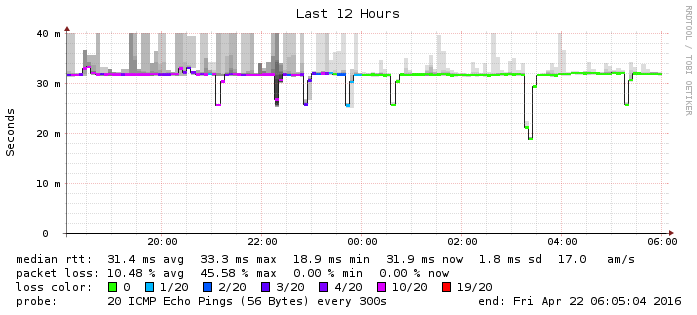 Last 12 Hours
RRDTOOL / TOBI OETIKER
Seconds
40 m
30 m
20 m
10 m
0
20:00 22:00 00:00 02:00 04:00 06:00
median rtt: 31.4 ms avg 33.3 ms max 18.9 ms min 31.9 ms now 1.8 ms sd 17.0 am/s
packet loss: 10.48 % avg 45.58 % max 0.00 % min 0.00 % now
loss color: 0 1/20 2/20 3/20 4/20 10/20 19/20
probe: 20 ICMP Echo Pings (56 Bytes) every 300s end: Fri Apr 22 06:05:04 2016